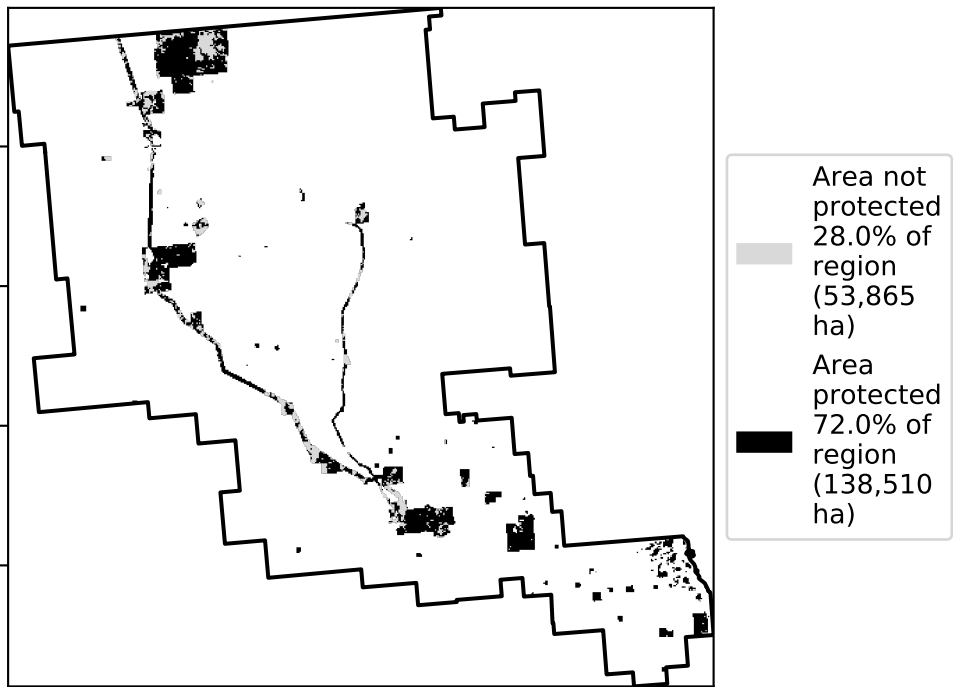 Area not
protected
28.0% of
region
(53,865
ha)
Area
protected
72.0% of
region
(138,510
ha)